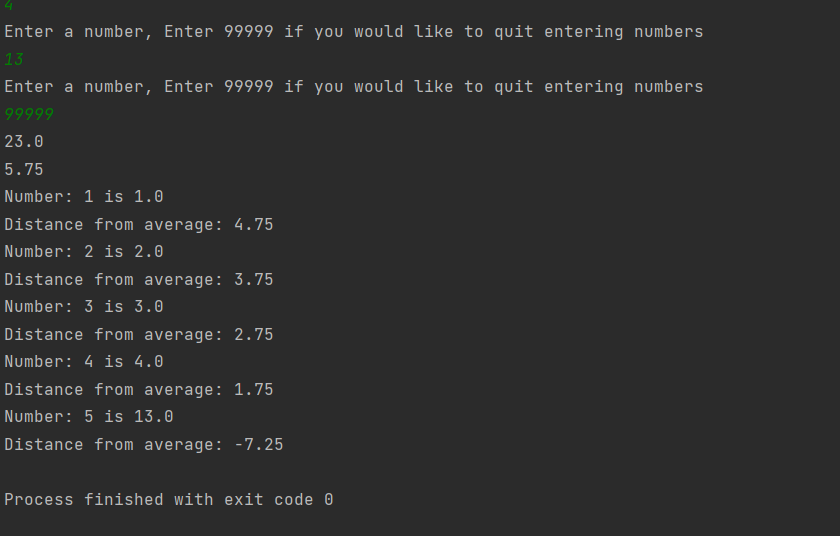 4
Enter a number, Enter 99999 if you would like to quit entering numbers
13
Enter a number, Enter 99999 if you would like to quit entering numbers
99999
23.0
5.75
Number: 1 is 1.0
Distance from average: 4.75
Number: 2 is 2.0
Distance from average: 3.75
Number: 3 is 3.0
Distance from average: 2.75
Number: 4 is 4.0
Distance from average: 1.75
Number: 5 is 13.0
Distance from average: -7.25
Process finished with exit code 0